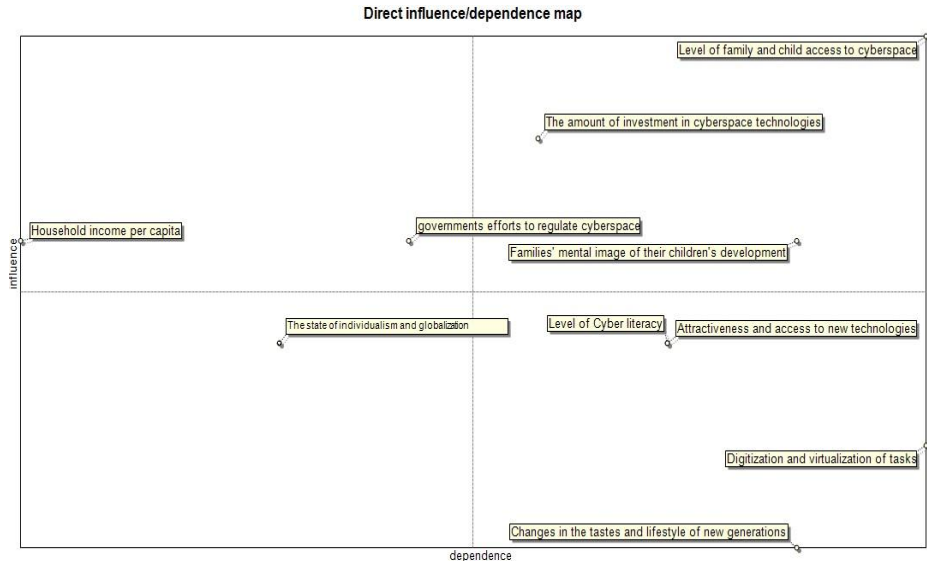 Direct influence/dependence map
Level of family and child access to cyberspace
The amount of investment in cyberspace technologies
Household income per capita
governments efforts to regulate cyberspace
Families' mental image of their children's development
influence
The state of individualism and globalization
Level of Cyber literacy
Attractiveness and access to new technologies
Digitization and virtualization of tasks
Changes in the tastes and lifestyle of new generations
dependence